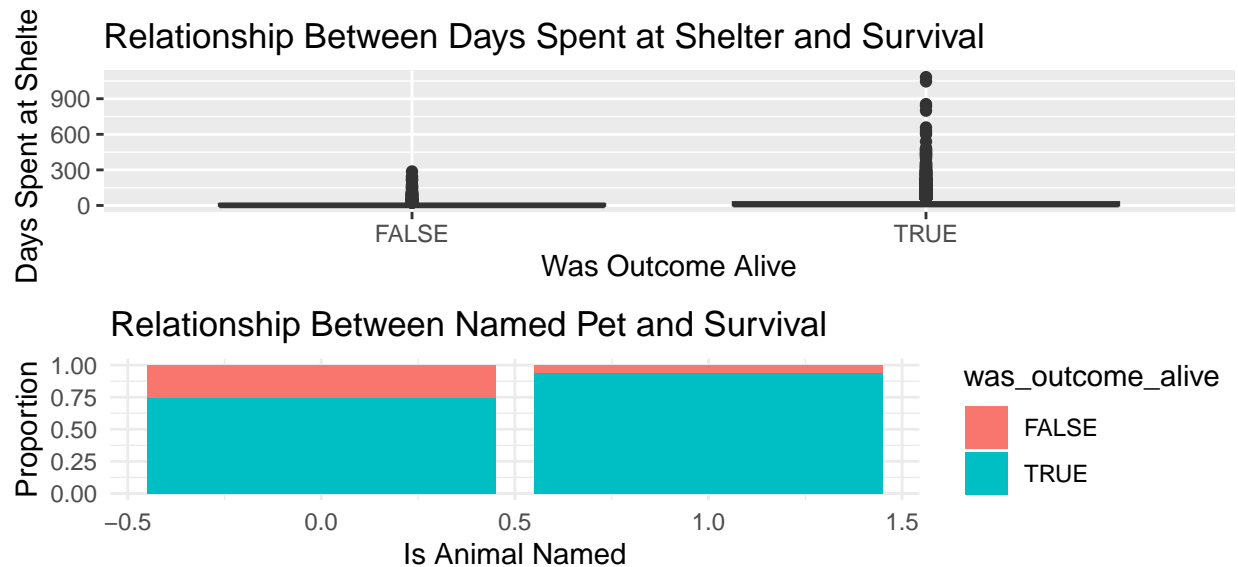 Relationship Between Days Spent at Shelter and Survival
Days Spent at Shelte
900
600
300
0
FALSE TRUE
Was Outcome Alive
Relationship Between Named Pet and Survival
Proportion
1.00
0.75
0.50
0.25
0.00
−0.5 0.0 0.5 1.0 1.5
Is Animal Named
was_outcome_alive
FALSE
TRUE